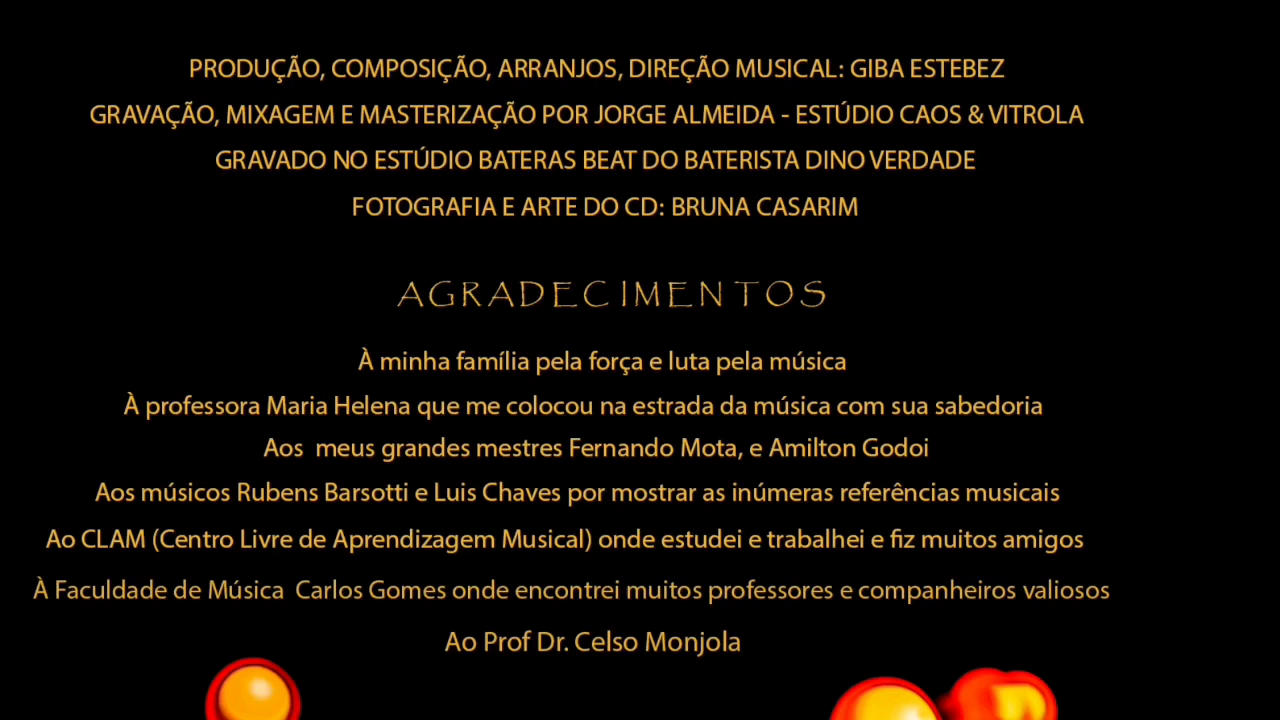 PRODUÇÃO, COMPOSIÇÃO, ARRANJOS, DIREÇÃO MUSICAL: GIBA ESTEBEZ
GRAVAÇÃO, MIXAGEM E MASTERIZAÇÃO POR JORGE ALMEIDA - ESTÚDIO CAOS & VITROLA
GRAVADO NO ESTÚDIO BATERAS BEAT DO BATERISTA DINO VERDADE
FOTOGRAFIA E ARTE DO CD: BRUNA CASARIM
AGRADECIMENTOS
À minha família pela força e luta pela música
À professora Maria Helena que me colocou na estrada da música com sua sabedoria
Aos meus grandes mestres Fernando Mota, e Amilton Godoi
Aos músicos Rubens Barsotti e Luis Chaves por mostrar as inúmeras referências musicais
Ao CLAM (Centro Livre de Aprendizagem Musical) onde estudei e trabalhei e fiz muitos amigos
À Faculdade de Música Carlos Gomes onde encontrei muitos professores e companheiros valiosos
Ao Prof Dr. Celso Monjola